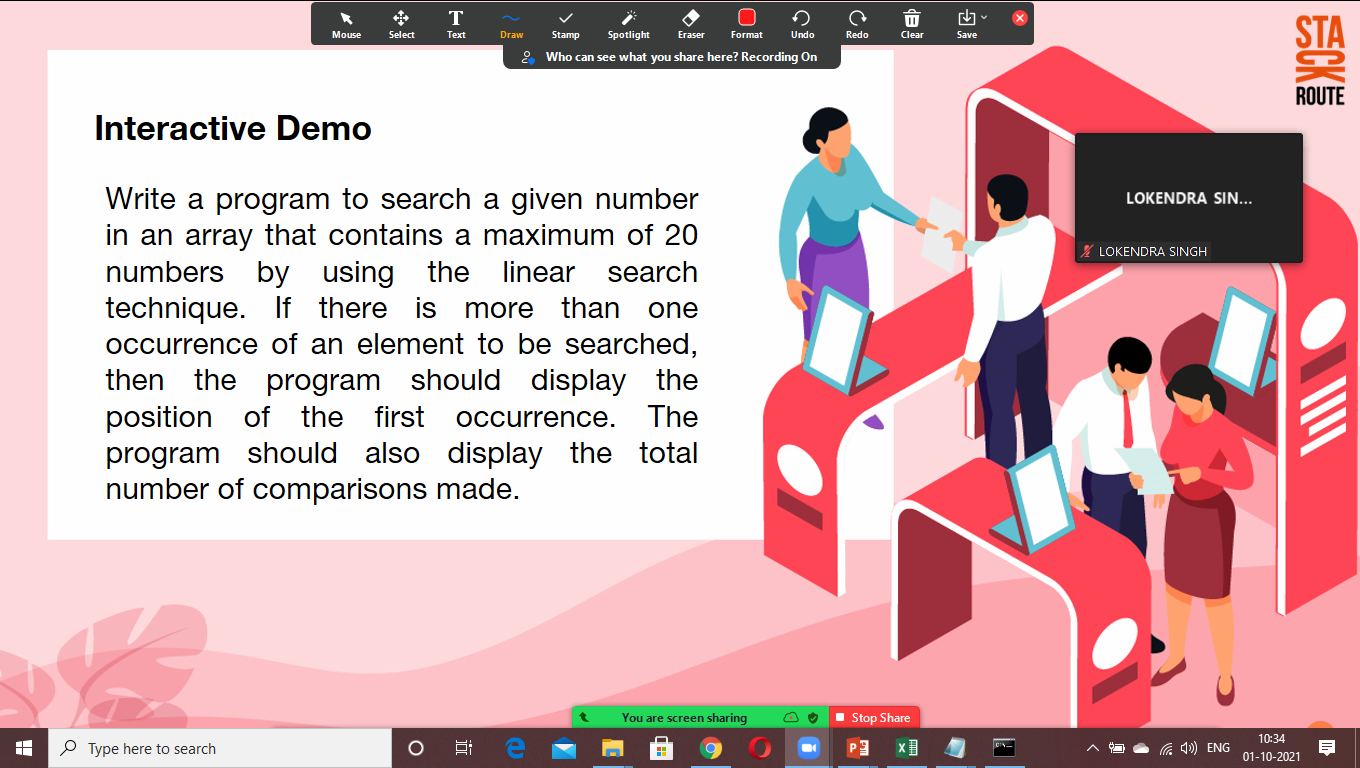 Mouse Select Text Draw Stamp Spotlight Eraser Format Undo Redo Clear Save
Who can see what you share here? Recording On
STA
CK
ROUTE
Interactive Demo
Write a program to search a given number
in an array that contains a maximum of 20
numbers by using the linear search
technique. If there is more than one
occurrence of an element to be searched,
then the program should display the
position of the first occurrence. The
program should also display the total
number of comparisons made.
LOKENDRA SIN...
LOKENDRA SINGH
You are screen sharing Stop Share
Type here to search
ENG
10:34
01-10-2021